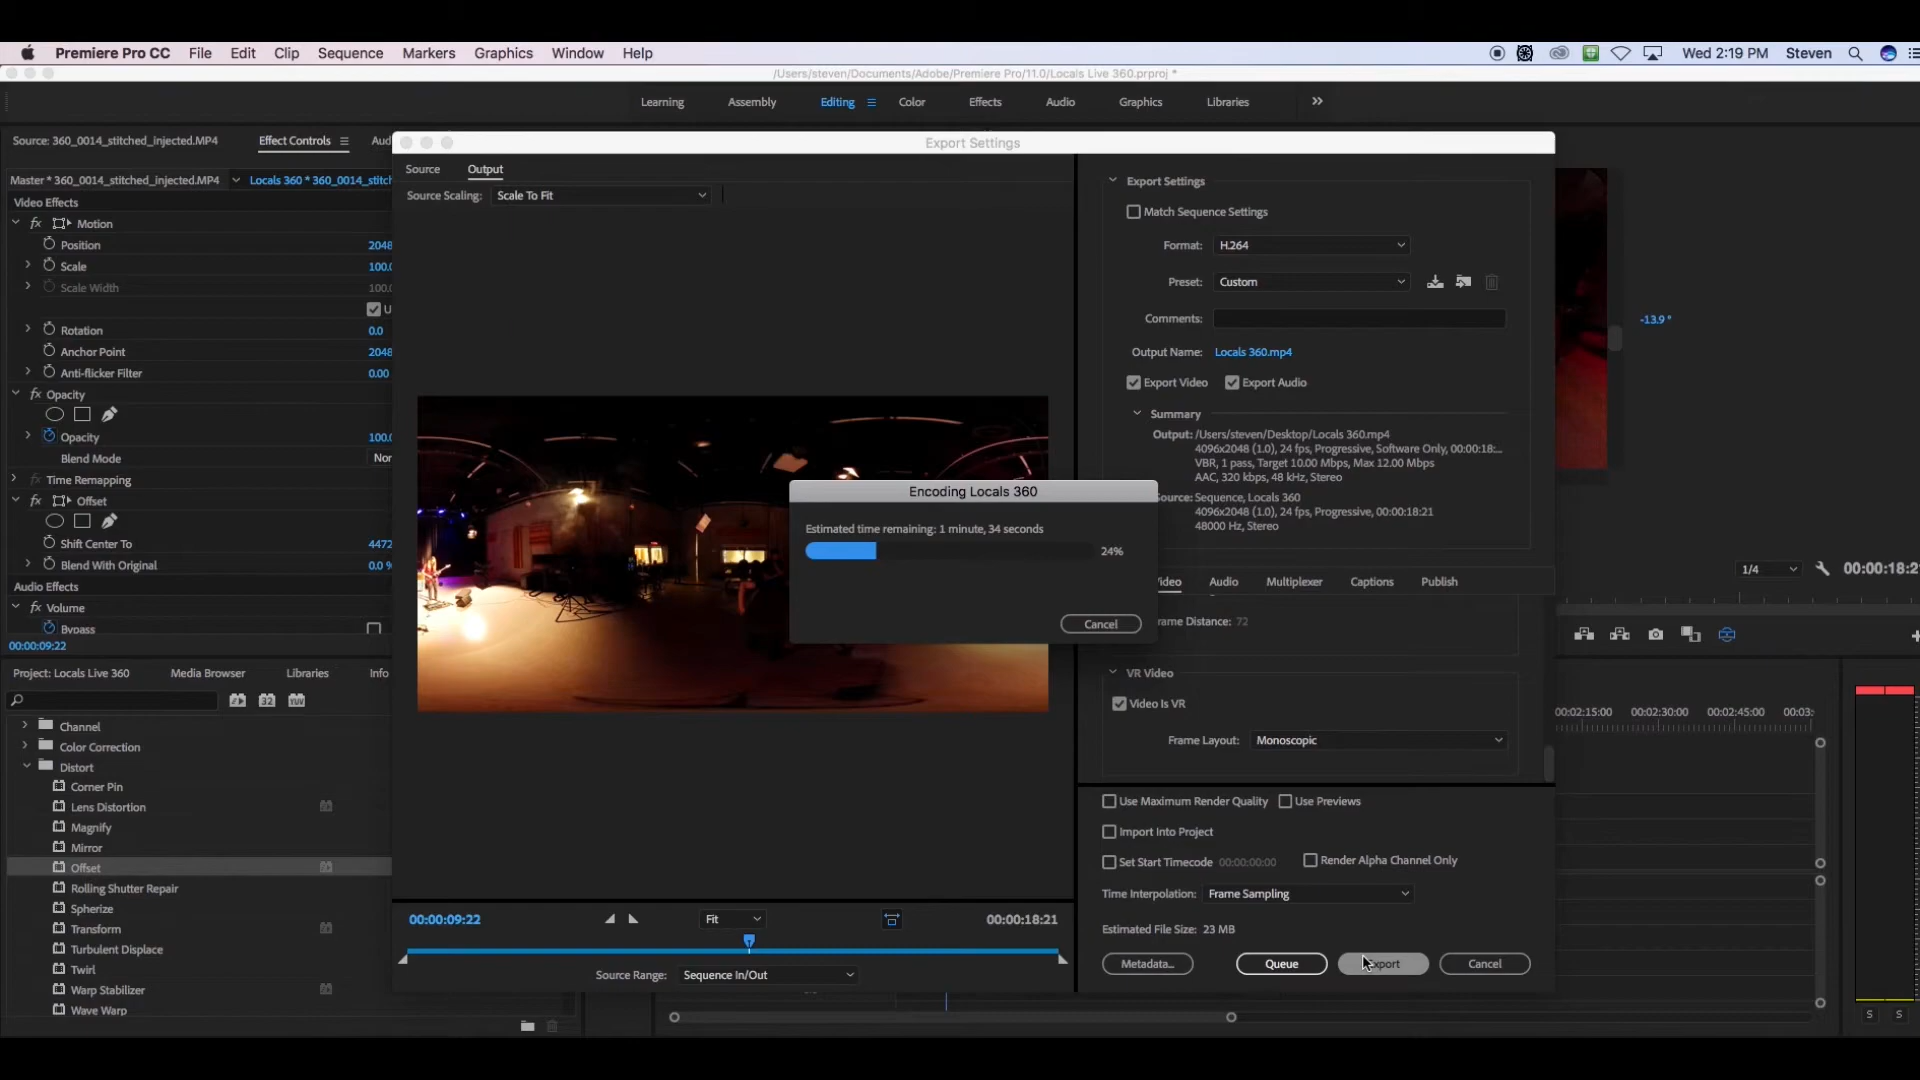 Premiere Pro CC File Edit Clip Sequence Markers Graphics Window Help Wed 2:19 PM Steven
/Users/steven/Documents/Adobe/Premiere Pro/11.0/Locals Live 360.prproj *
Learning Assembly Editing Color Effects Audio Graphics Libraries
Source: 360_0014_stitched_injected.MP4 Effect Controls Aud
Master * 360_0014_stitched_injected.MP4 Locals 360 * 360_0014_stitch
Video Effects
fx Motion
Position 2048
Scale 100.0
Scale Width 100.
Rotation 0.0
Anchor Point 2048
Anti-flicker Filter 0.00
fx Opacity
Opacity 100.0
Blend Mode Nor
fx Time Remapping
fx Offset
Shift Center To 4472
Blend With Original 0.0 %
Audio Effects
fx Volume
Bypass
00:00:09:22
Project: Locals Live 360 Media Browser Libraries Info
32 YUV
Channel
Color Correction
Distort
Corner Pin
Lens Distortion
Magnify
Mirror
Offset
Rolling Shutter Repair
Spherize
Transform
Turbulent Displace
Twirl
Warp Stabilizer
Wave Warp
Export Settings
Source Output
Source Scaling: Scale To Fit
00:00:09:22 Fit 00:00:18:21
Source Range: Sequence In/Out
Encoding Locals 360
Estimated time remaining: 1 minute, 34 seconds
24%
Cancel
Export Settings
Match Sequence Settings
Format: H.264
Preset: Custom
Comments:
Output Name: Locals 360.mp4
Export Video Export Audio
Summary
Output: /Users/steven/Desktop/Locals 360.mp4
4096x2048 (1.0), 24 fps, Progressive, Software Only, 00:00:18:...
VBR, 1 pass, Target 10.00 Mbps, Max 12.00 Mbps
AAC, 320 kbps, 48 kHz, Stereo
ource: Sequence, Locals 360
4096x2048 (1.0), 24 fps, Progressive, 00:00:18:21
48000 Hz, Stereo
ideo Audio Multiplexer Captions Publish
rame Distance: 72
VR Video
Video Is VR
Frame Layout: Monoscopic
Use Maximum Render Quality Use Previews
Import Into Project
Set Start Timecode 00:00:00:00 Render Alpha Channel Only
Time Interpolation: Frame Sampling
Estimated File Size: 23 MB
Metadata... Queue Export Cancel
-13.9 °
1/4 00:00:18:2
00:02:15:00 00:02:30:00 00:02:45:00 00:03:
S S